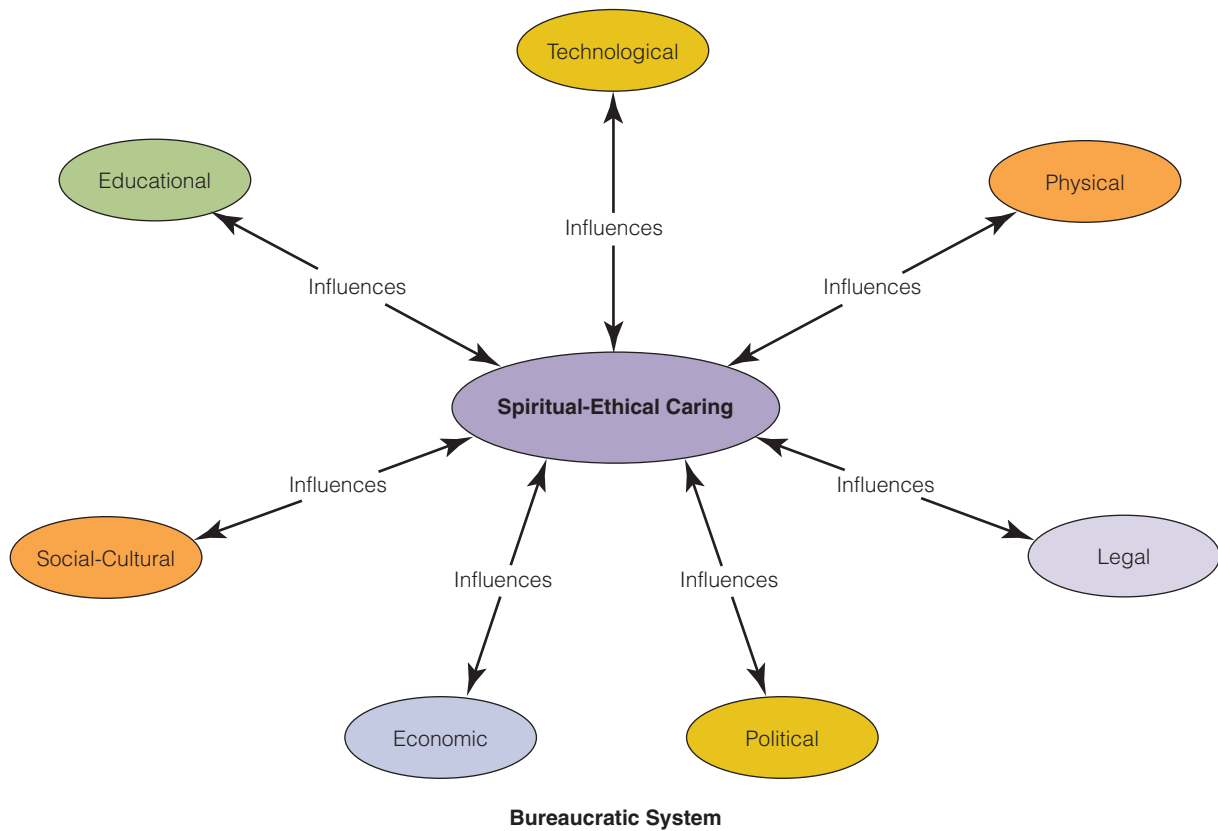 Technological
Educational
Physical
Influences
Influences
Influences
Spiritual-Ethical Caring
Influences
Influences
Social-Cultural
Legal
Influences
Influences
Economic
Political
Bureaucratic System